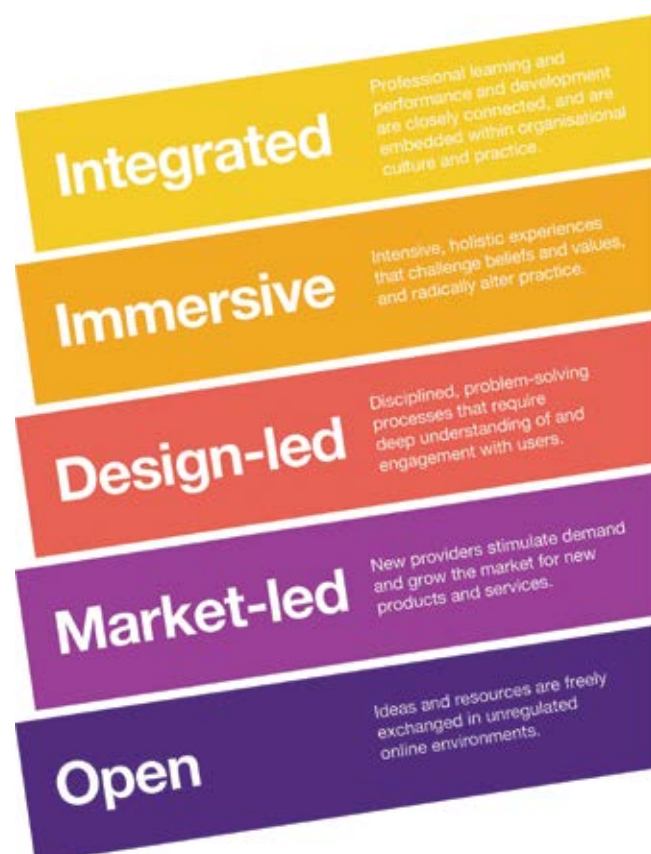 Integrated
Professional learning and
performance and development
are closely connected, and are
embedded within organisational
culture and practice.
Immersive
Intensive, holistic experiences
that challenge beliefs and values,
and radically alter practice.
Design-led
Disciplined, problem-solving
processes that require
deep understanding of and
engagement with users.
Market-led
New providers stimulate demand
and grow the market for new
products and services.
Open
Ideas and resources are freely
exchanged in unregulated
online environments.